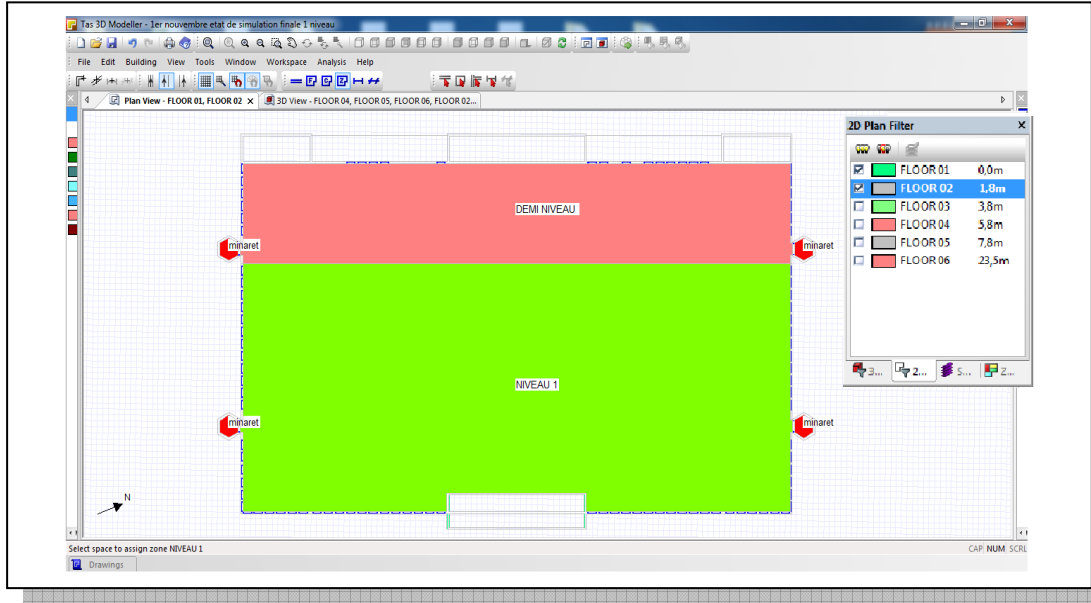 Tas 3D Modeller - 1er nouvembre etat de simulation finale 1 niveau
File Edit Building View Tools Window Workspace Analysis Help
Plan View - FLOOR 01, FLOOR 02 x 3D View - FLOOR 04, FLOOR 05, FLOOR 06, FLOOR 02...
2D Plan Filter x
FLOOR 01 0,0m
FLOOR 02 1,8m
FLOOR 03 3,8m
FLOOR 04 5,8m
FLOOR 05 7,8m
FLOOR 06 23,5m
3... 2... S... Z...
DEMI NIVEAU
minaret minaret
NIVEAU 1
minaret minaret
N
Select space to assign zone NIVEAU 1 CAP NUM SCRL
Drawings